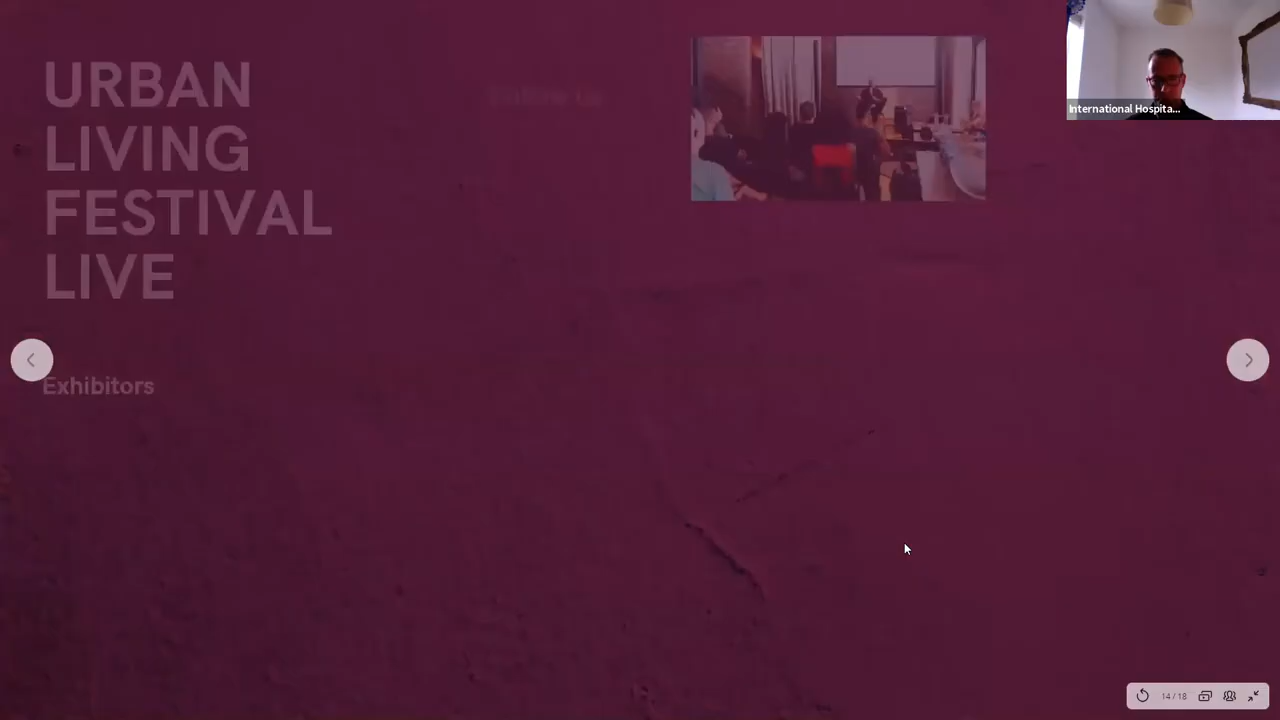 URBAN
LIVING
FESTIVAL
LIVE
Exhibitors
International Hospita...
14 / 18